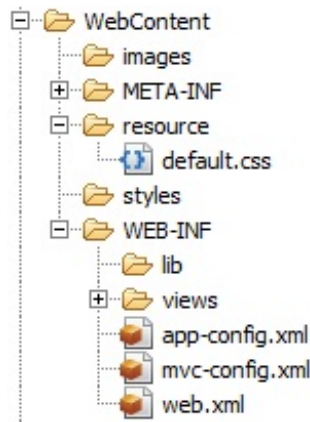 WebContent
images
META-INF
resource
default.css
styles
WEB-INF
lib
views
app-config.xml
mvc-config.xml
web.xml